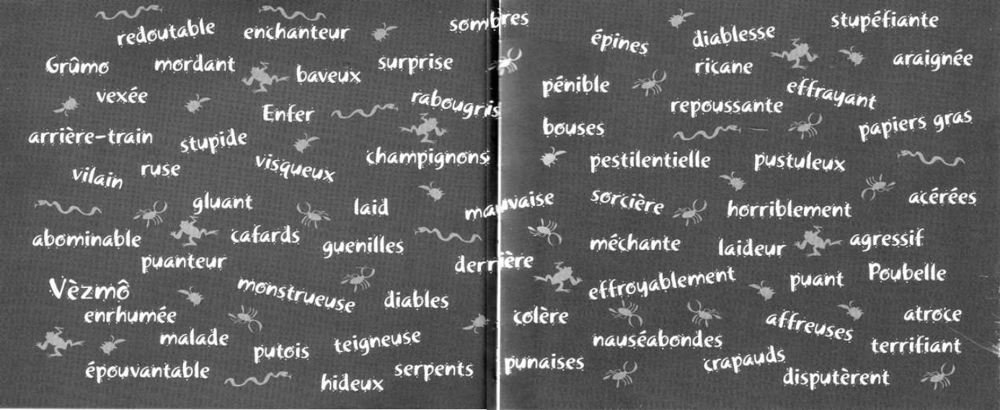 redoutable enchanteur sombres
Grûmo mordant baveux surprise
vexée Enfer rabougris
arrière-train stupide visqueux champignons
vilain ruse
gluant laid mauvaise
abominable cafards guenilles
puanteur derrière
Vèzmô monstrueuse diables
enrhumée
malade putois teigneuse
épouvantable hideux serpents
épines diablesse stupéfiante
ricane araignée
pénible repoussante effrayant
bouses papiers gras
pestilentielle pustuleux
sorcière horriblement acérées
méchante laideur agressif
effroyablement puant Poubelle
colère affreuses atroce
nauséabondes terrifiant
punaises crapauds disputèrent